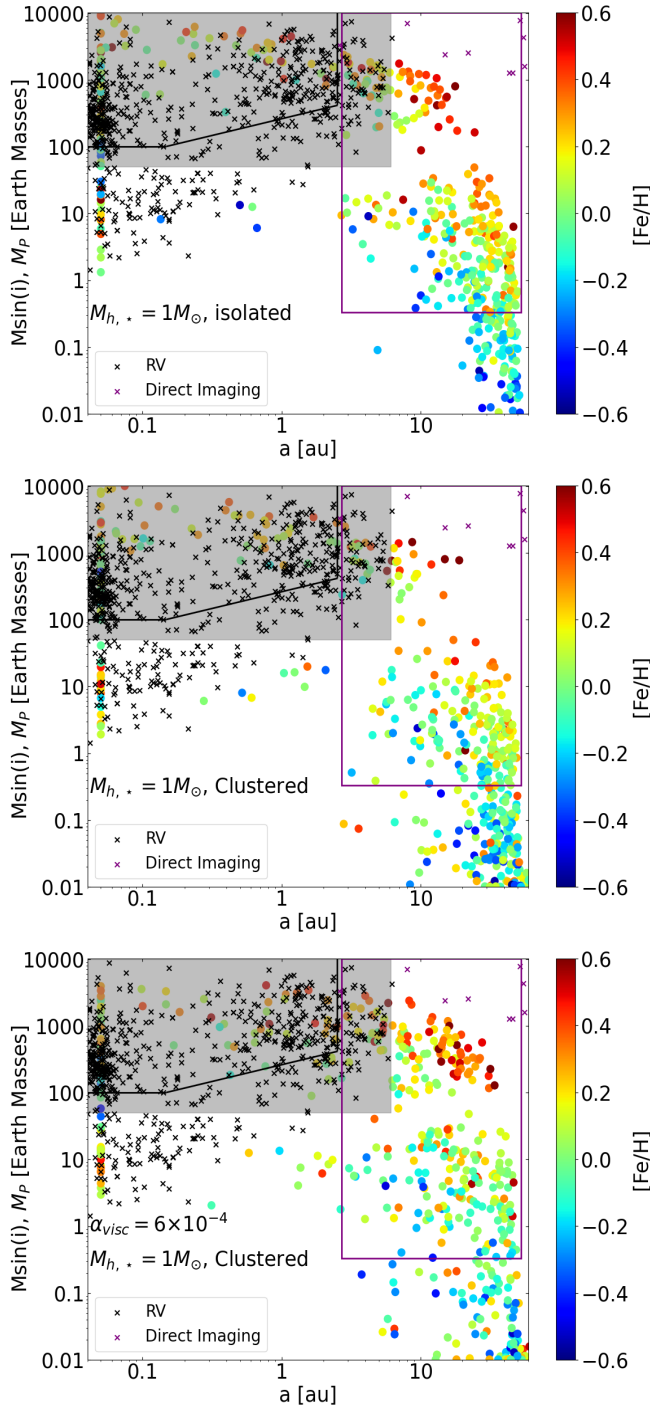 10000
1000
100
10
1
0.1
0.01
Msin(i), M_P [Earth Masses]
M_{h,⋆} = 1M_⊙, isolated
× RV
× Direct Imaging
0.1 1 10
a [au]
0.6
0.4
0.2
0.0
−0.2
−0.4
−0.6
[Fe/H]
10000
1000
100
10
1
0.1
0.01
Msin(i), M_P [Earth Masses]
M_{h,⋆} = 1M_⊙, Clustered
× RV
× Direct Imaging
0.1 1 10
a [au]
0.6
0.4
0.2
0.0
−0.2
−0.4
−0.6
[Fe/H]
10000
1000
100
10
1
0.1
0.01
Msin(i), M_P [Earth Masses]
α_{visc} = 6×10⁻⁴
M_{h,⋆} = 1M_⊙, Clustered
× RV
× Direct Imaging
0.1 1 10
a [au]
0.6
0.4
0.2
0.0
−0.2
−0.4
−0.6
[Fe/H]